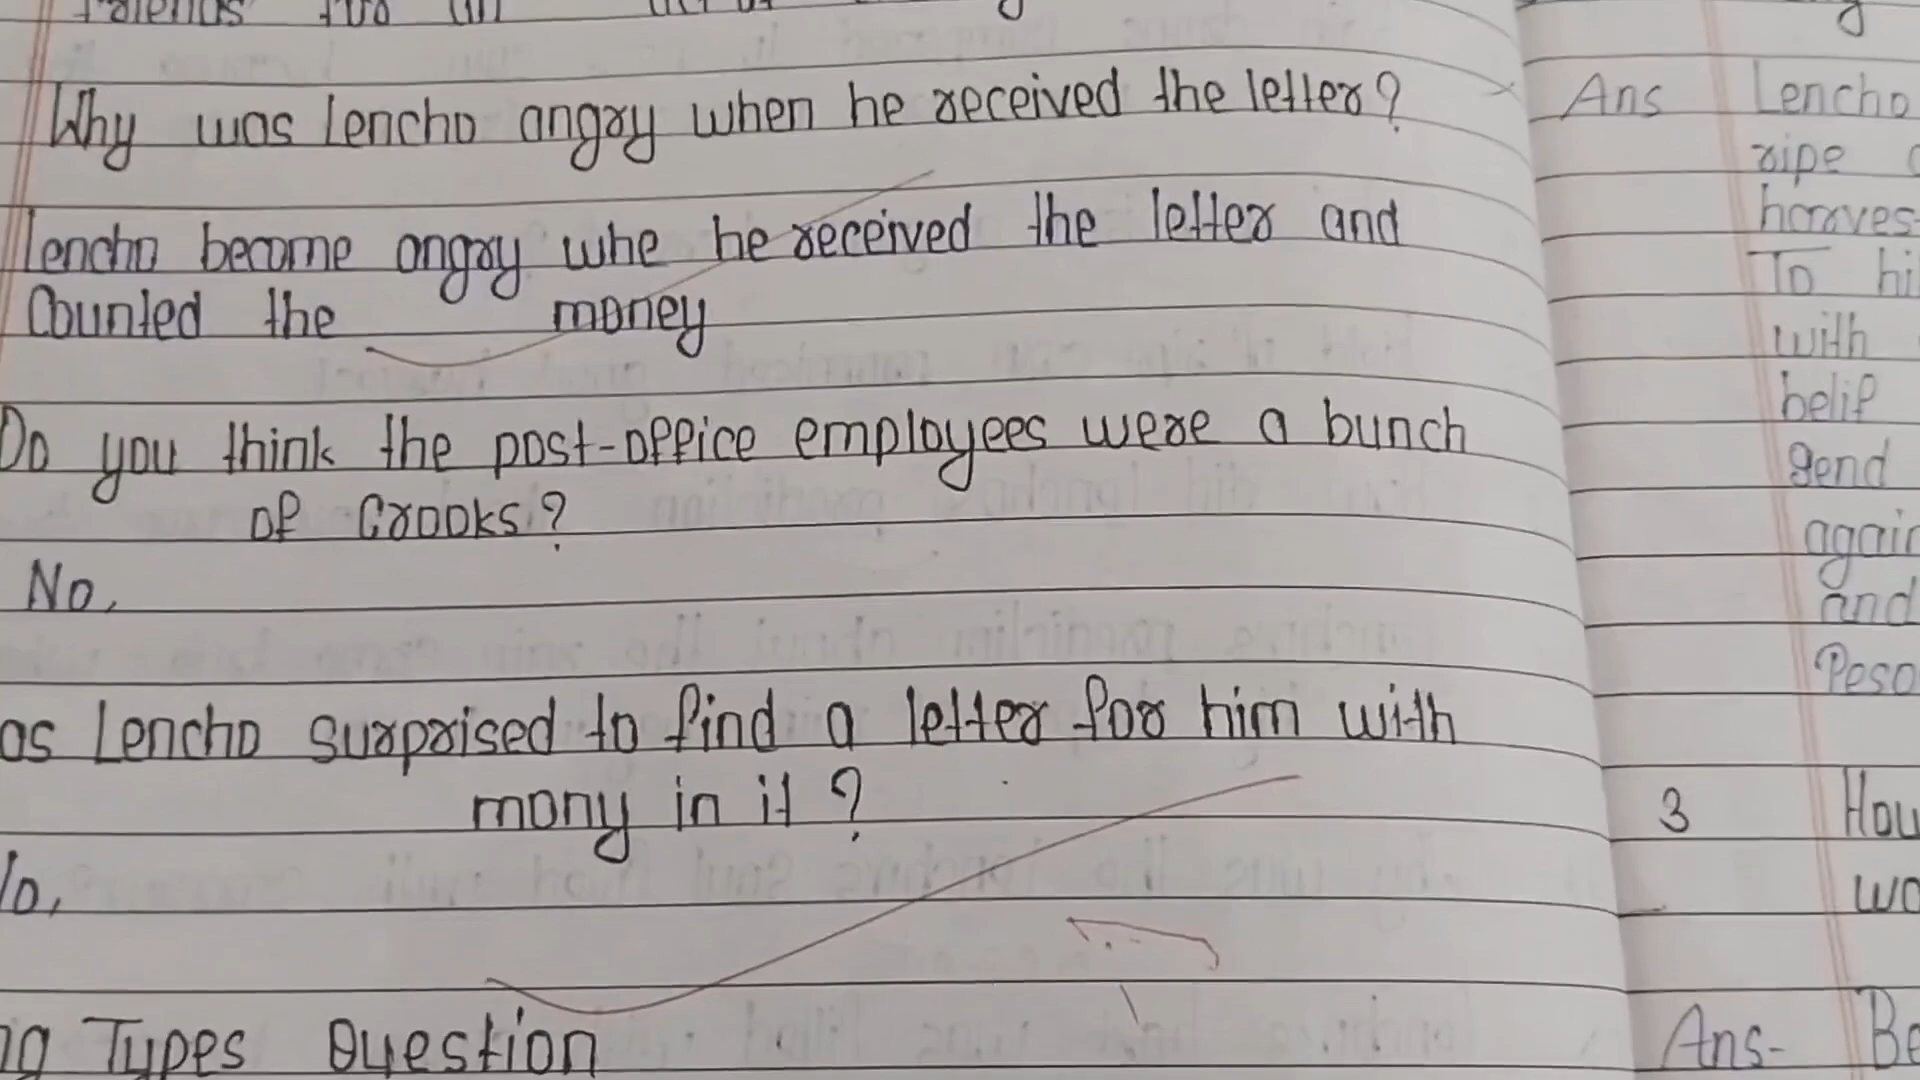 Why was Lencho angry when he received the letter?
Lencho become angry whe he received the letter and
Counted the money
Do you think the post-office employees were a bunch
of Crooks?
No,
as Lencho surprised to find a letter for him with
mony in it ?
lo,
ng Types Question
Ans Lencho
ripe
harves
To hi
with
belif
send
again
and
Peso
3 How
wo
Ans- Be